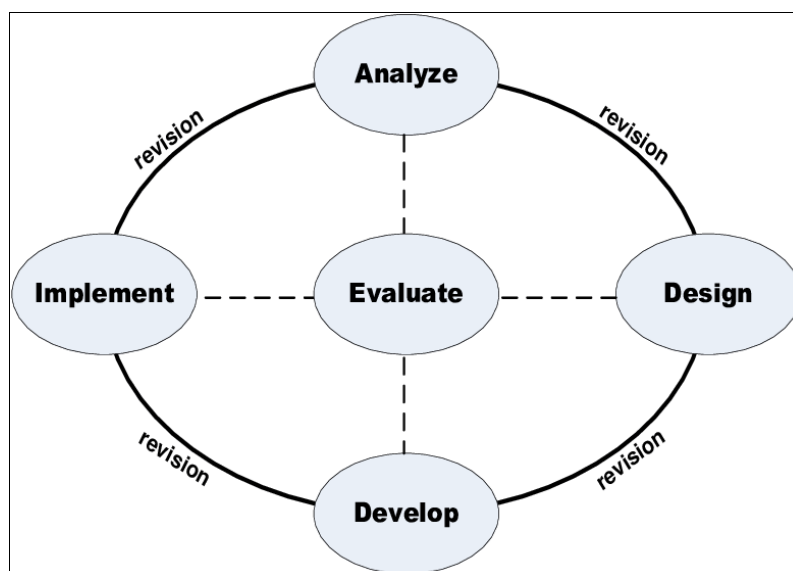 Analyze
revision
revision
Implement
Evaluate
Design
revision
revision
Develop